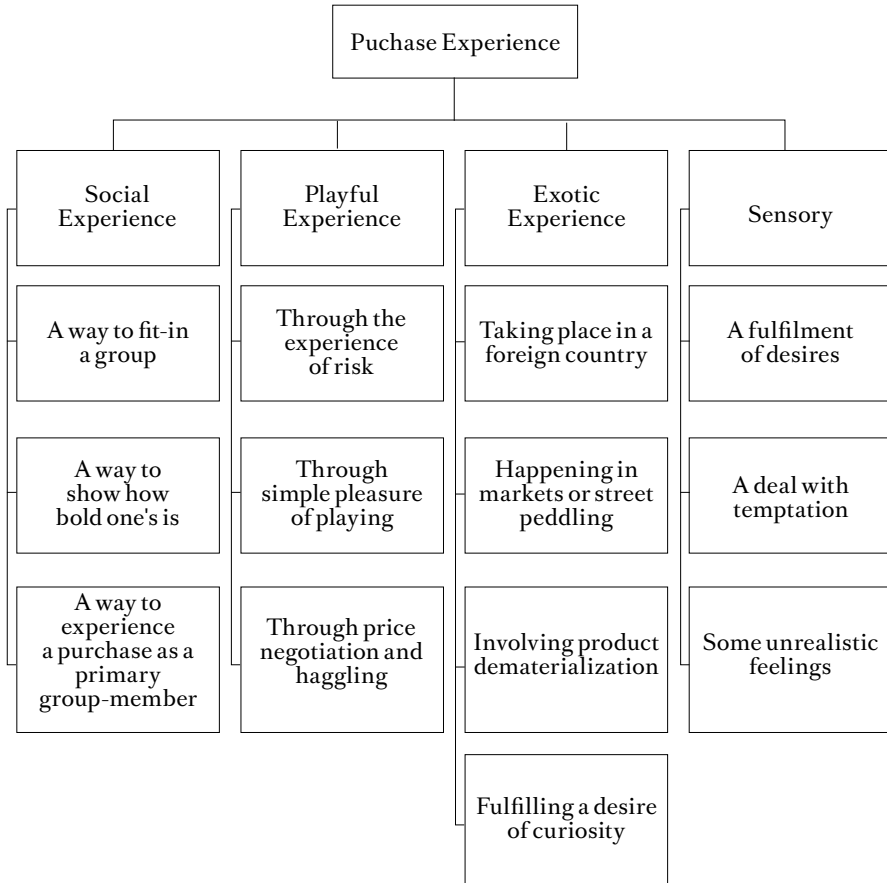 Puchase Experience
Social
Experience
A way to fit-in
a group
A way to
show how
bold one's is
A way to
experience
a purchase as a
primary
group-member
Playful
Experience
Through the
experience
of risk
Through
simple pleasure
of playing
Through price
negotiation and
haggling
Exotic
Experience
Taking place in a
foreign country
Happening in
markets or street
peddling
Involving product
dematerialization
Fulfilling a desire
of curiosity
Sensory
A fulfilment
of desires
A deal with
temptation
Some unrealistic
feelings